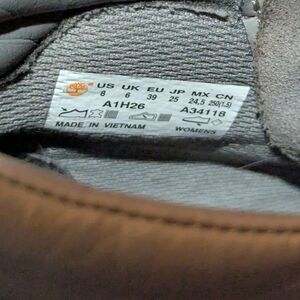 US UK EU JP MX CN
8 6 39 25 24.5 250(1.5)
A1H26 A34118
MADE IN VIETNAM WOMENS